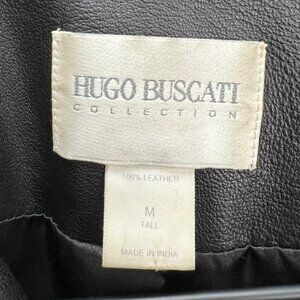 HUGO BUSCATI
COLLECTION
100% LEATHER
M
TALL
MADE IN INDIA